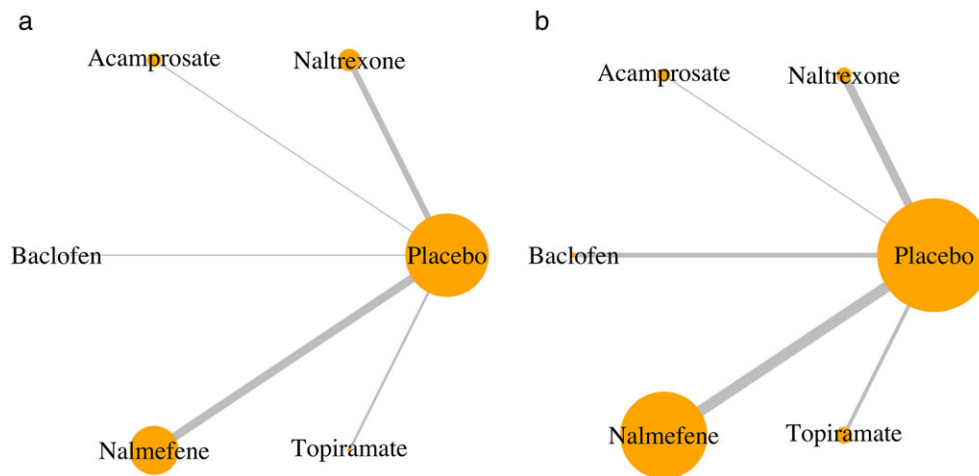 a
Acamprosate
Naltrexone
Baclofen
Placebo
Nalmefene
Topiramate
b
Acamprosate
Naltrexone
Baclofen
Placebo
Nalmefene
Topiramate